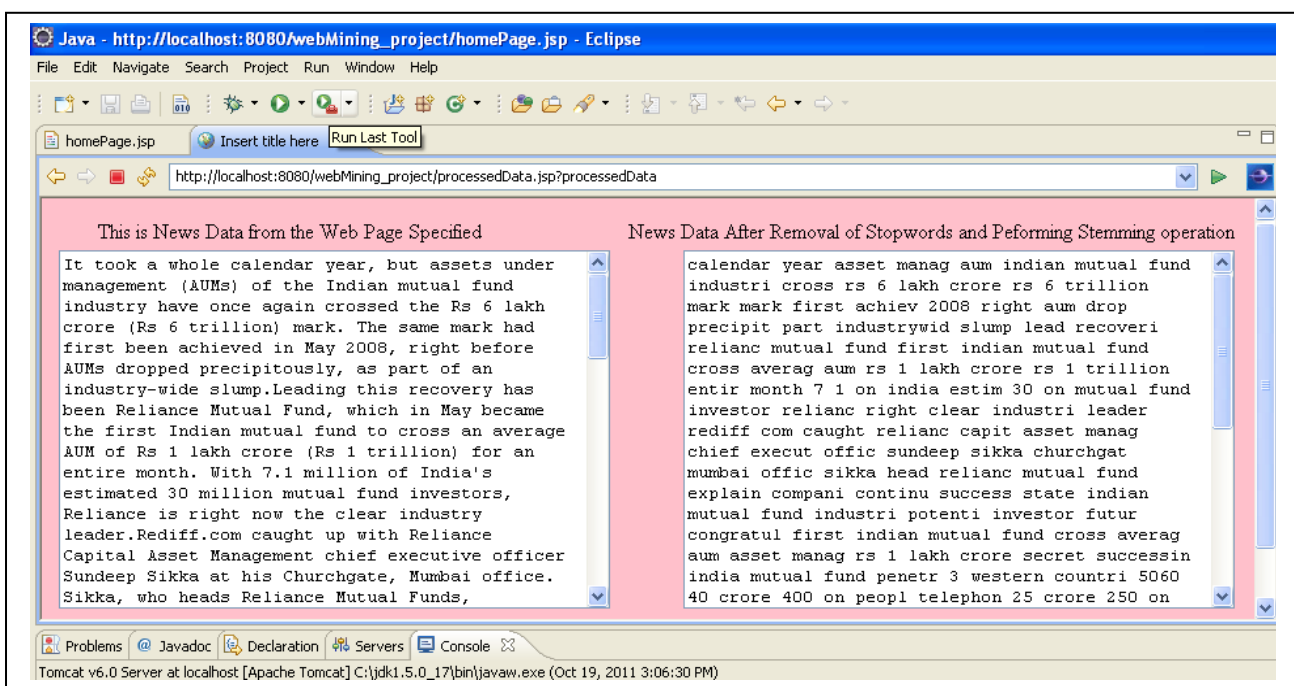 Java - http://localhost:8080/webMining_project/homePage.jsp - Eclipse
File Edit Navigate Search Project Run Window Help
010
homePage.jsp Insert title here Run Last Tool
http://localhost:8080/webMining_project/processedData.jsp?processedData
This is News Data from the Web Page Specified
It took a whole calendar year, but assets under
management (AUMs) of the Indian mutual fund
industry have once again crossed the Rs 6 lakh
crore (Rs 6 trillion) mark. The same mark had
first been achieved in May 2008, right before
AUMs dropped precipitously, as part of an
industry-wide slump.Leading this recovery has
been Reliance Mutual Fund, which in May became
the first Indian mutual fund to cross an average
AUM of Rs 1 lakh crore (Rs 1 trillion) for an
entire month. With 7.1 million of India's
estimated 30 million mutual fund investors,
Reliance is right now the clear industry
leader.Rediff.com caught up with Reliance
Capital Asset Management chief executive officer
Sundeep Sikka at his Churchgate, Mumbai office.
Sikka, who heads Reliance Mutual Funds,
News Data After Removal of Stopwords and Peforming Stemming operation
calendar year asset manag aum indian mutual fund
industri cross rs 6 lakh crore rs 6 trillion
mark mark first achiev 2008 right aum drop
precipit part industrywid slump lead recoveri
relianc mutual fund first indian mutual fund
cross averag aum rs 1 lakh crore rs 1 trillion
entir month 7 1 on india estim 30 on mutual fund
investor relianc right clear industri leader
rediff com caught relianc capit asset manag
chief execut offic sundeep sikka churchgat
mumbai offic sikka head relianc mutual fund
explain compani continu success state indian
mutual fund industri potenti investor futur
congratul first indian mutual fund cross averag
aum asset manag rs 1 lakh crore secret successin
india mutual fund penetr 3 western countri 5060
40 crore 400 on peopl telephon 25 crore 250 on
Problems @ Javadoc Declaration Servers Console
Tomcat v6.0 Server at localhost [Apache Tomcat] C:\jdk1.5.0_17\bin\javaw.exe (Oct 19, 2011 3:06:30 PM)